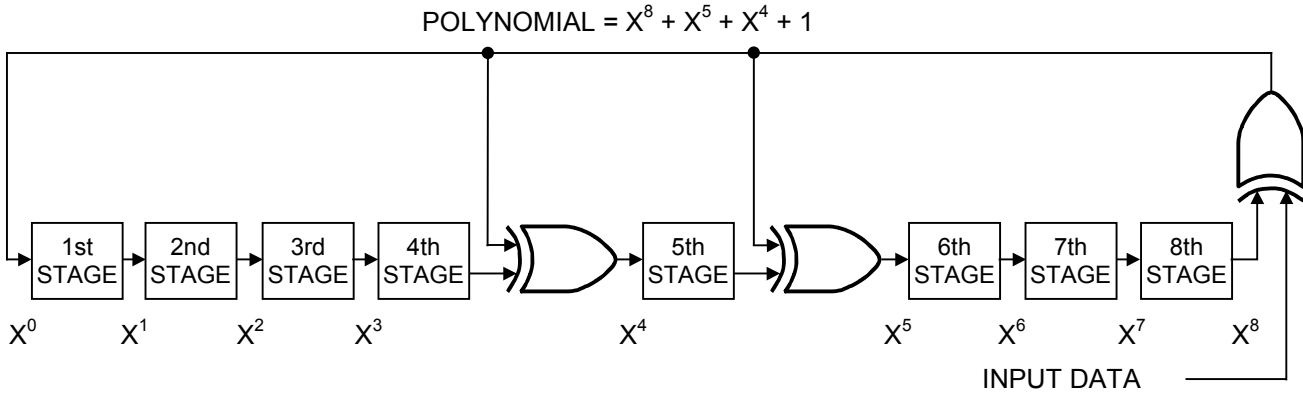 POLYNOMIAL = X⁸ + X⁵ + X⁴ + 1
1st STAGE
2nd STAGE
3rd STAGE
4th STAGE
5th STAGE
6th STAGE
7th STAGE
8th STAGE
X⁰ X¹ X² X³ X⁴ X⁵ X⁶ X⁷ X⁸
INPUT DATA